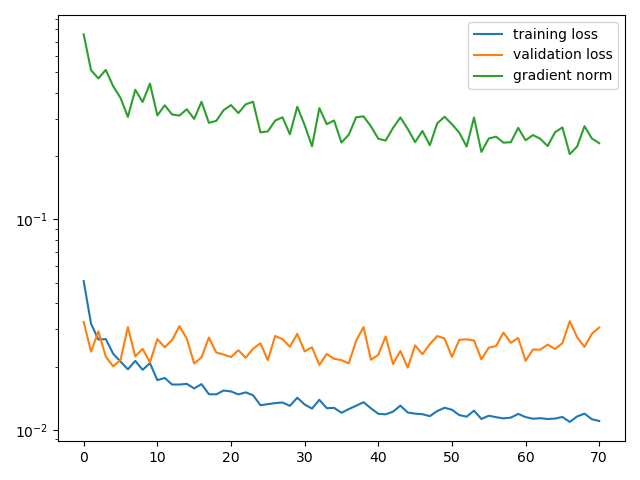 training loss
validation loss
gradient norm
10⁻¹
10⁻²
0 10 20 30 40 50 60 70